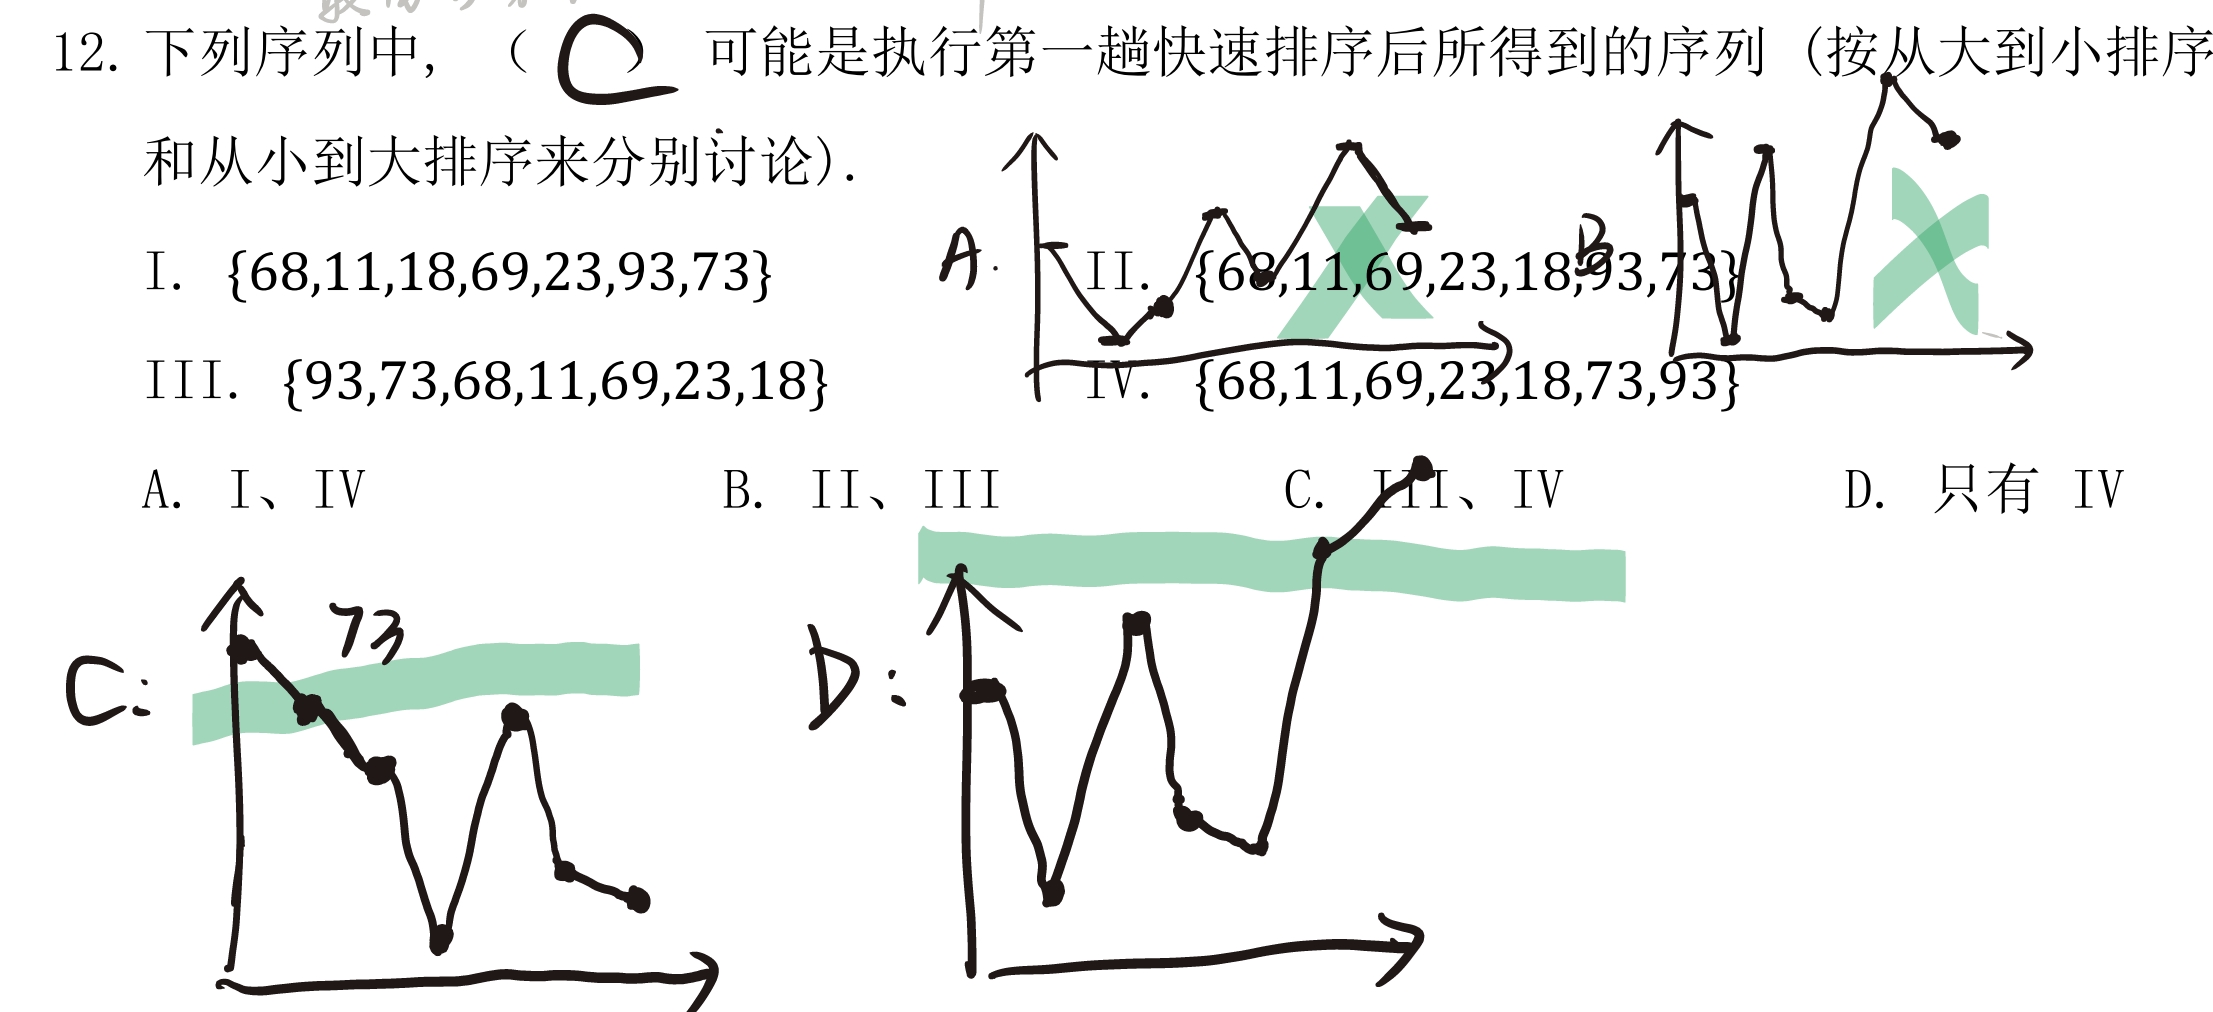 12. 下列序列中, ( C ) 可能是执行第一趟快速排序后所得到的序列 (按从大到小排序
和从小到大排序来分别讨论).
A. B
I. {68,11,18,69,23,93,73} II. {68,11,69,23,18,93,73}
III. {93,73,68,11,69,23,18} IV. {68,11,69,23,18,73,93}
A. I、IV B. II、III C. III、IV D. 只有 IV
73
C: D: